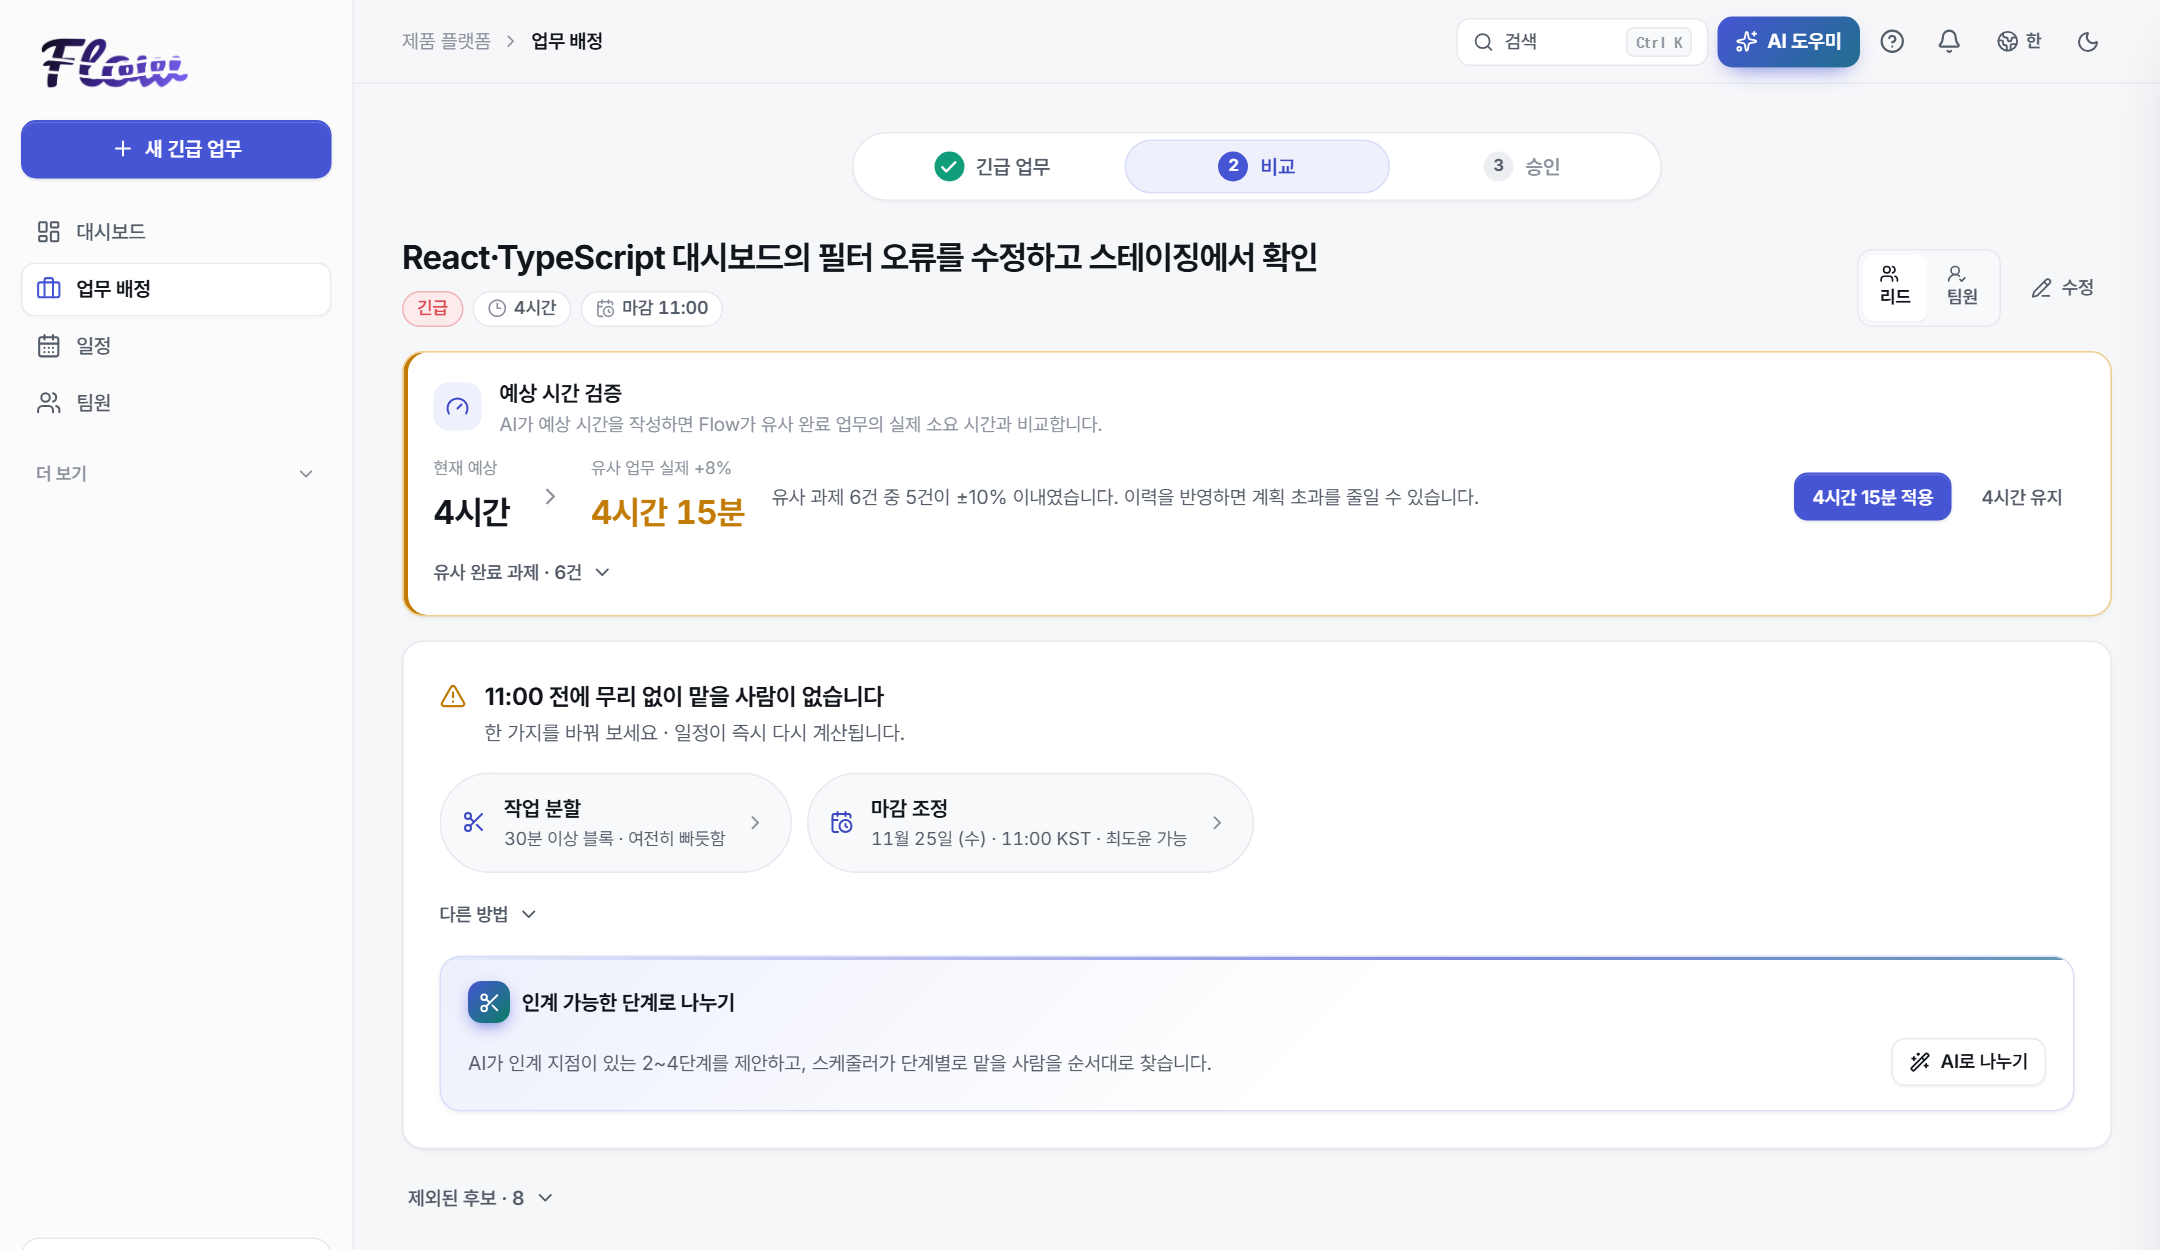 Flow
새 긴급 업무
대시보드
업무 배정
일정
팀원
더 보기
제품 플랫폼 > 업무 배정
검색 Ctrl K
AI 도우미
한
긴급 업무
2 비교
3 승인
React·TypeScript 대시보드의 필터 오류를 수정하고 스테이징에서 확인
긴급 4시간 마감 11:00
리드
팀원
수정
예상 시간 검증
AI가 예상 시간을 작성하면 Flow가 유사 완료 업무의 실제 소요 시간과 비교합니다.
현재 예상
4시간
유사 업무 실제 +8%
4시간 15분
유사 과제 6건 중 5건이 ±10% 이내였습니다. 이력을 반영하면 계획 초과를 줄일 수 있습니다.
4시간 15분 적용
4시간 유지
유사 완료 과제 · 6건
11:00 전에 무리 없이 맡을 사람이 없습니다
한 가지를 바꿔 보세요 · 일정이 즉시 다시 계산됩니다.
작업 분할
30분 이상 블록 · 여전히 빠듯함
마감 조정
11월 25일 (수) · 11:00 KST · 최도윤 가능
다른 방법
인계 가능한 단계로 나누기
AI가 인계 지점이 있는 2~4단계를 제안하고, 스케줄러가 단계별로 맡을 사람을 순서대로 찾습니다.
AI로 나누기
제외된 후보 · 8